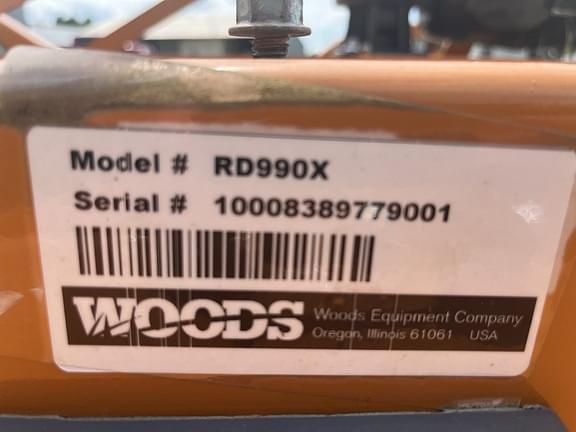 Model # RD990X
Serial # 10008389779001
WOODS
Woods Equipment Company
Oregon, Illinois 61061 USA